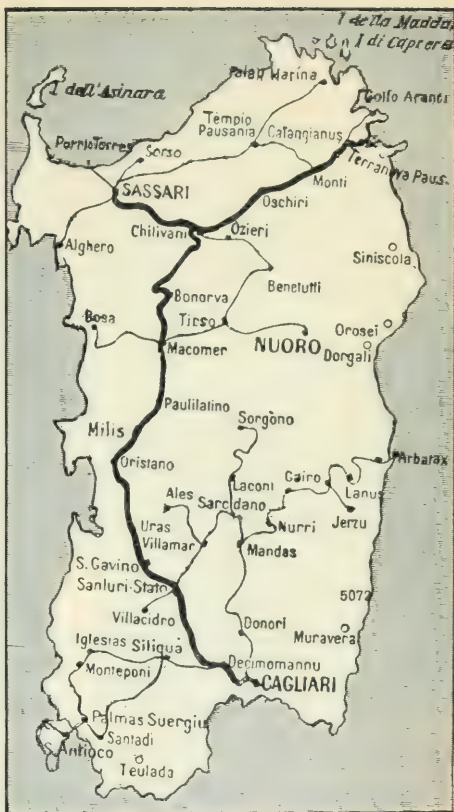 I della Madda
I di Caprera
Palau Marina
I dell'Asinara
Golfo Aranci
Tempio
Pausania
Calangianus
Porto Torres
Sorso
Terranova Paus.
Monti
SASSARI
Oschiri
Chilivani
Ozieri
Alghero
Siniscola
Benetutti
Bonorva
Bosa
Tirso
Orosei
NUORO
Macomer
Dorgali
Paulilatino
Sorgòno
Milis
Oristano
Arbatax
Laconi
Gairo
Ales
Sarcidano
Lanus
Uras
Nurri
Jerzu
Villamar
Mandas
S. Gavino
Sanluri-Stato
5072
Villacidro
Donori
Muravera
Iglesias
Siliqua
Monteponi
Decimomannu
CAGLIARI
Palmas Suergiu
S. Antioco
Santadi
Teulada